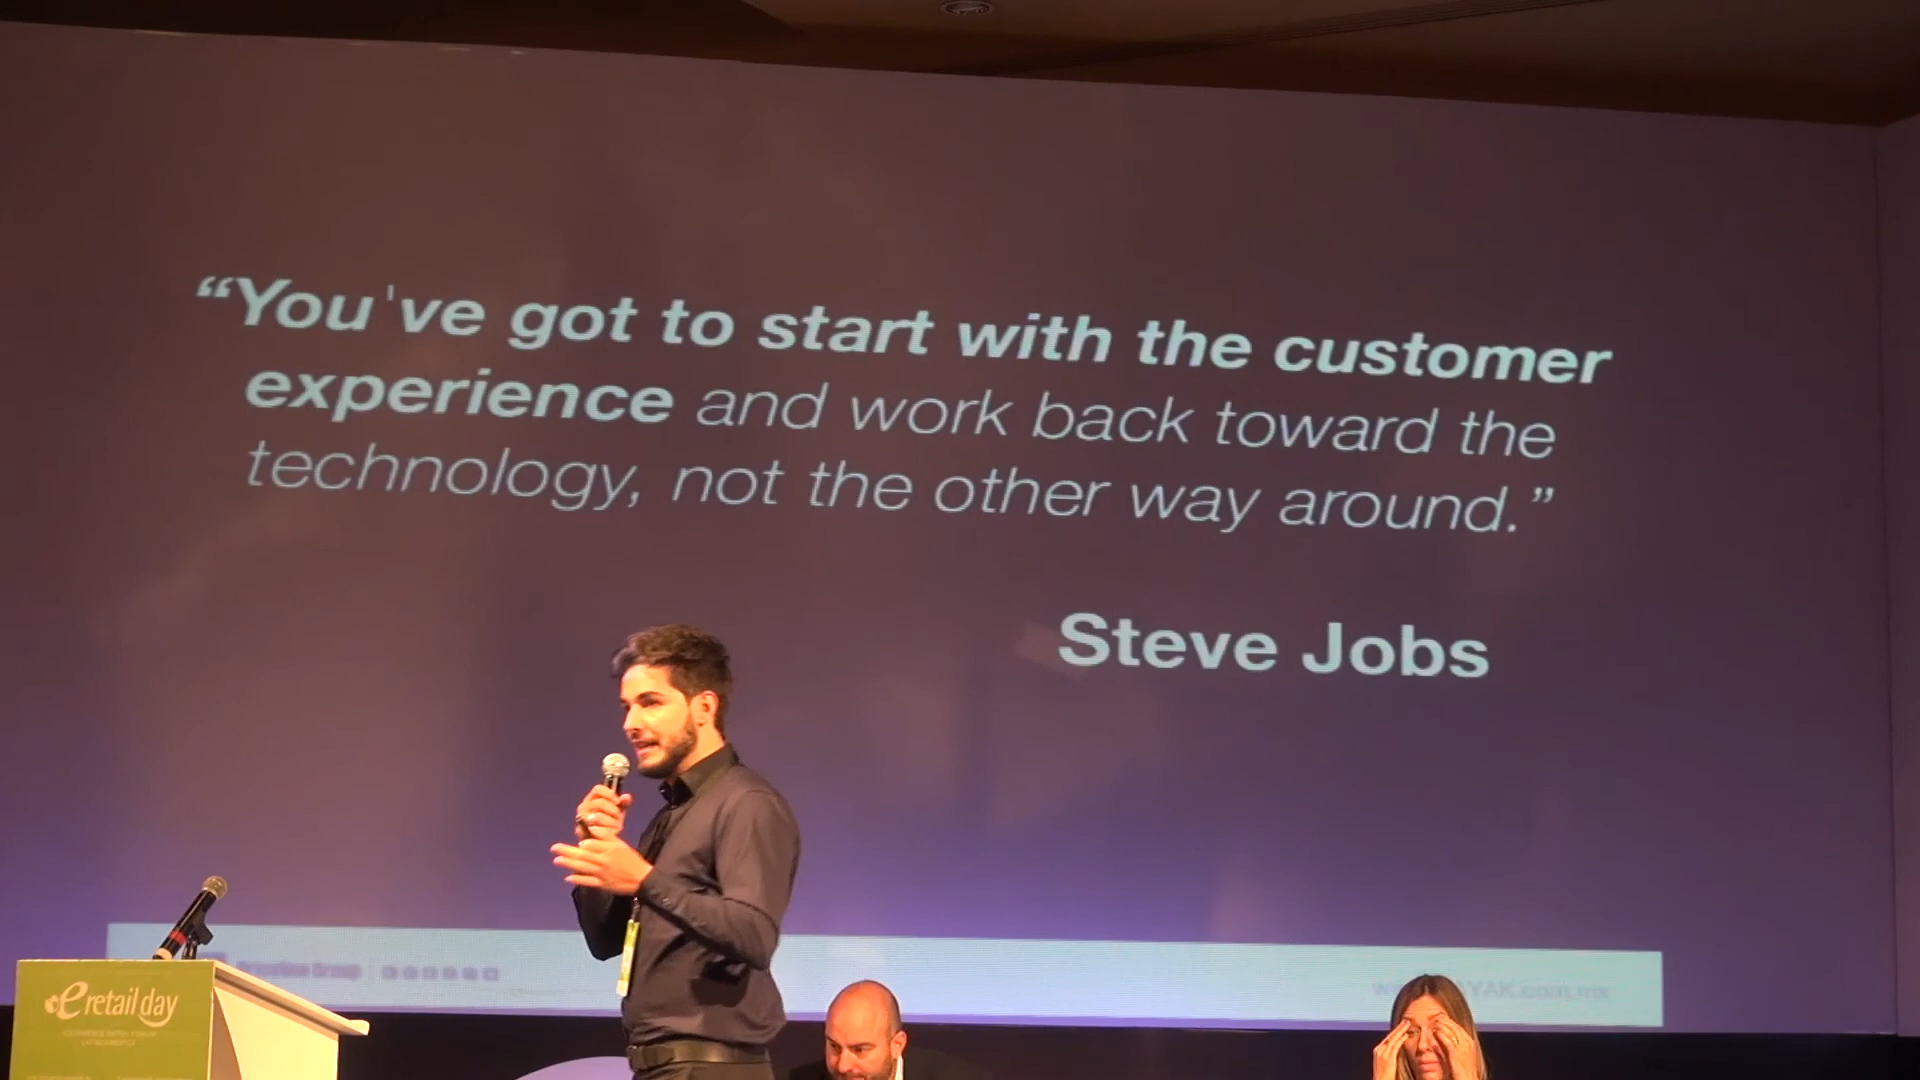 “You've got to start with the customer
experience and work back toward the
technology, not the other way around.”
Steve Jobs
eretail day